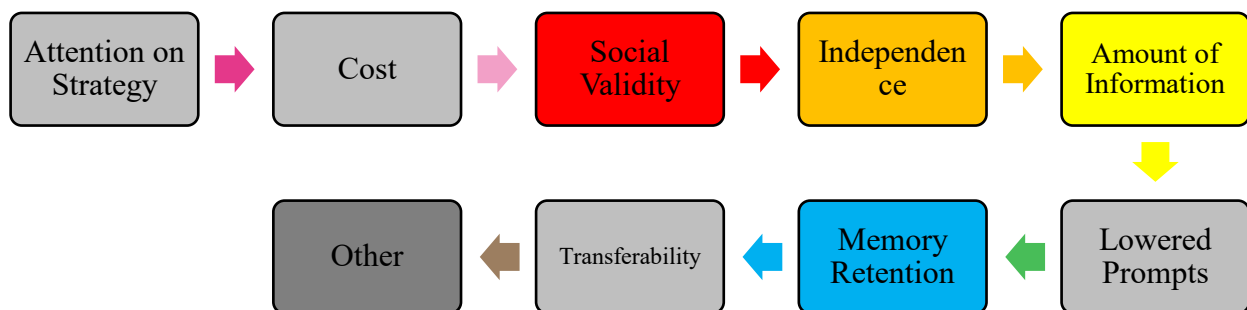 Attention on
Strategy
Cost
Social
Validity
Independen
ce
Amount of
Information
Lowered
Prompts
Memory
Retention
Transferability
Other